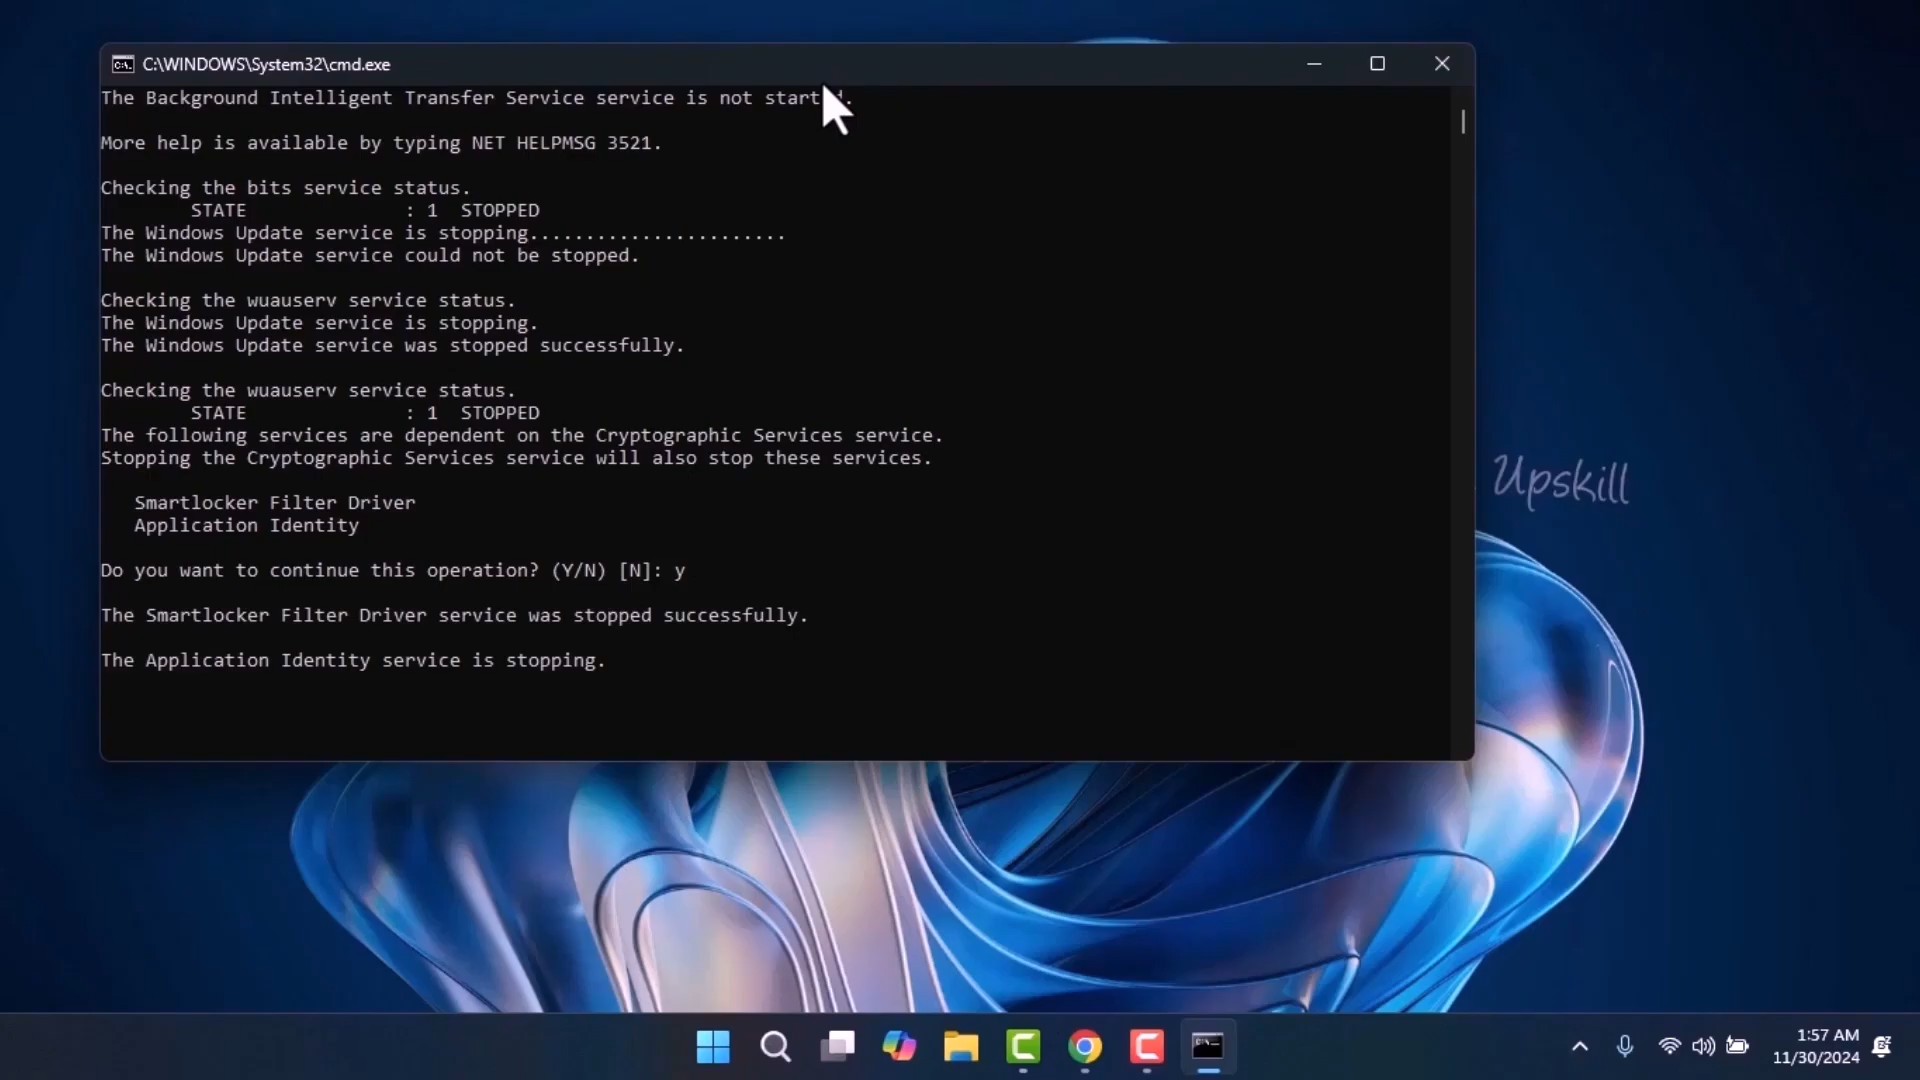 C:\WINDOWS\System32\cmd.exe
The Background Intelligent Transfer Service service is not
More help is available by typing NET HELPMSG 3521.
Checking the bits service status.
STATE : 1 STOPPED
The Windows Update service is stopping.......................
The Windows Update service could not be stopped.
Checking the wuauserv service status.
The Windows Update service is stopping.
The Windows Update service was stopped successfully.
Checking the wuauserv service status.
STATE : 1 STOPPED
The following services are dependent on the Cryptographic Services service.
Stopping the Cryptographic Services service will also stop these services.
Smartlocker Filter Driver
Application Identity
Do you want to continue this operation? (Y/N) [N]: y
The Smartlocker Filter Driver service was stopped successfully.
The Application Identity service is stopping.
Upskill
1:57 AM
11/30/2024